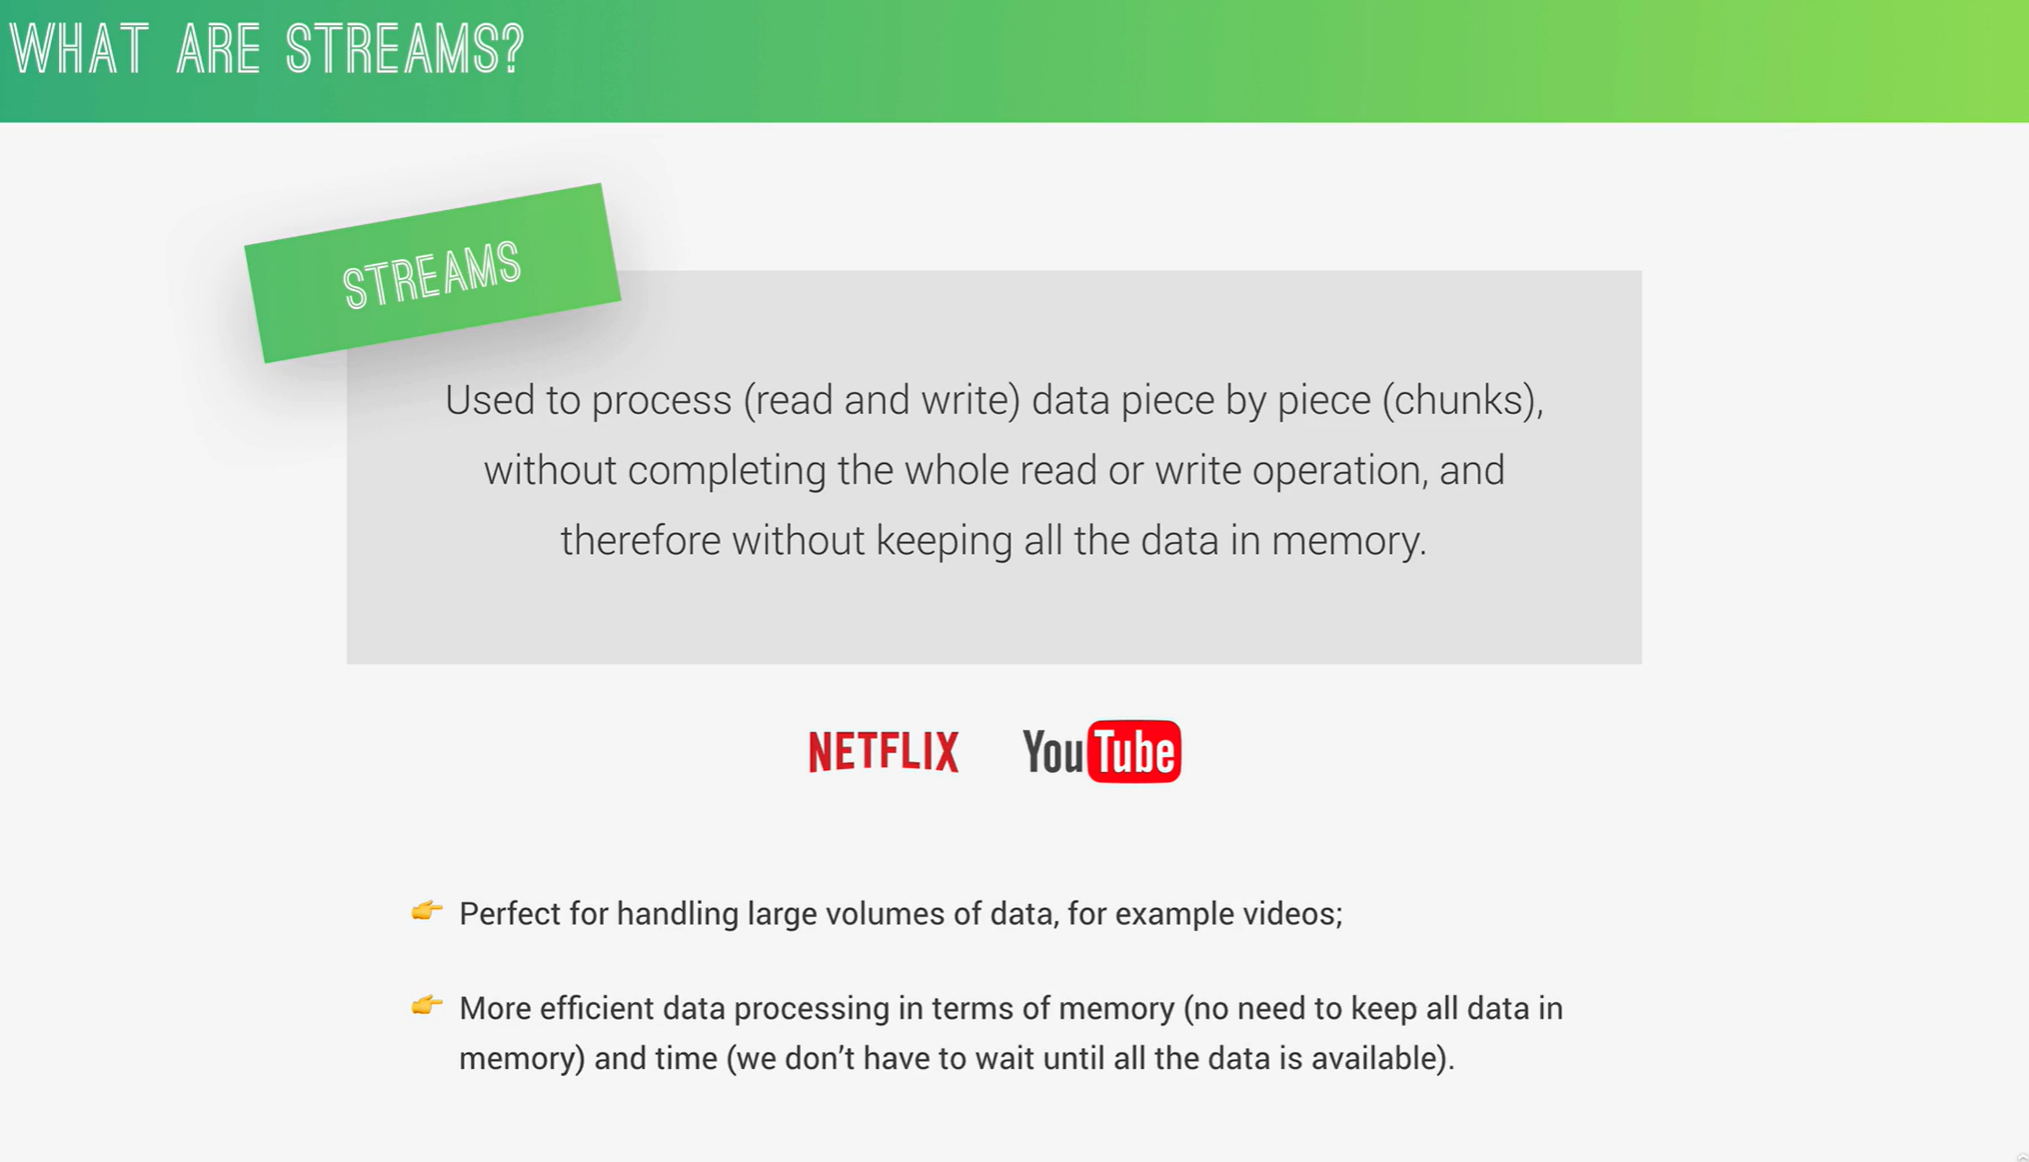 WHAT ARE STREAMS?
STREAMS
Used to process (read and write) data piece by piece (chunks),
without completing the whole read or write operation, and
therefore without keeping all the data in memory.
NETFLIX YouTube
👉 Perfect for handling large volumes of data, for example videos;
👉 More efficient data processing in terms of memory (no need to keep all data in
memory) and time (we don’t have to wait until all the data is available).